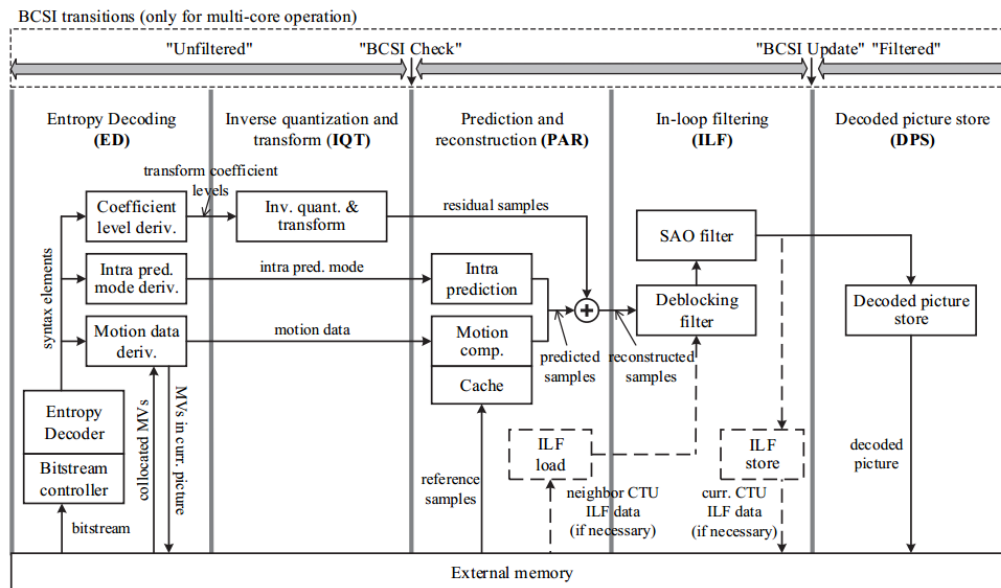 BCSI transitions (only for multi-core operation)
"Unfiltered"
"BCSI Check"
"BCSI Update"
"Filtered"
Entropy Decoding
(ED)
Inverse quantization and
transform (IQT)
Prediction and
reconstruction (PAR)
In-loop filtering
(ILF)
Decoded picture store
(DPS)
transform coefficient
levels
Coefficient
level deriv.
Inv. quant. &
transform
residual samples
SAO filter
syntax elements
Intra pred.
mode deriv.
intra pred. mode
Intra
prediction
Deblocking
filter
Decoded picture
store
Motion data
deriv.
motion data
Motion
comp.
Cache
predicted
samples
reconstructed
samples
Entropy
Decoder
Bitstream
controller
collocated MVs
MVs in curr. picture
ILF
load
ILF
store
decoded
picture
reference
samples
neighbor CTU
ILF data
(if necessary)
curr. CTU
ILF data
(if necessary)
bitstream
External memory